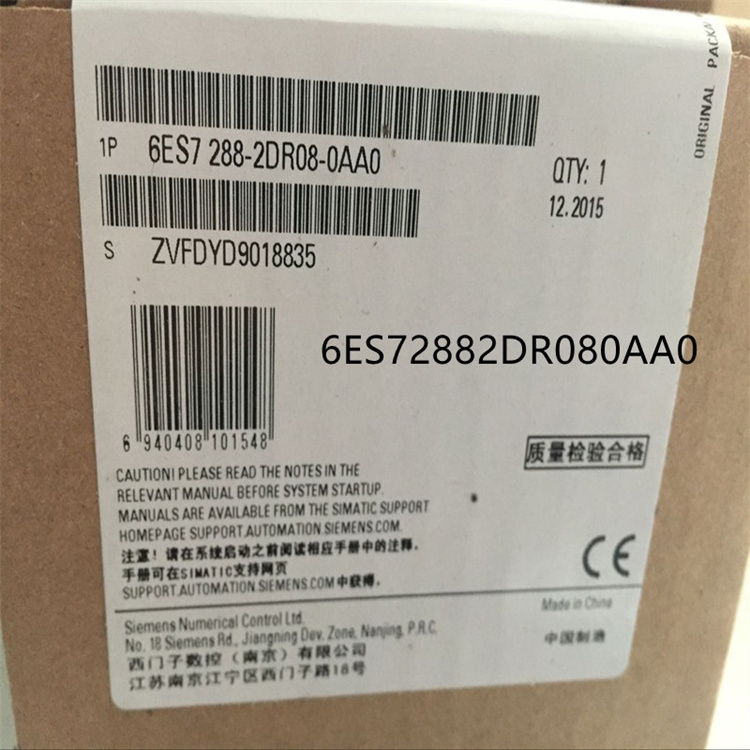 ORIGINAL PACKA
1P 6ES7 288-2DR08-0AA0
QTY: 1
12.2015
S ZVFDYD9018835
6ES72882DR080AA0
6 940408 101548
质量检验合格
CAUTION! PLEASE READ THE NOTES IN THE
RELEVANT MANUAL BEFORE SYSTEM STARTUP.
MANUALS ARE AVAILABLE FROM THE SIMATIC SUPPORT
HOMEPAGE SUPPORT.AUTOMATION.SIEMENS.COM.
注意！请在系统启动之前阅读相应手册中的注释，
手册可在SIMATIC支持网页
SUPPORT.AUTOMATION.SIEMENS.COM 中获得。
CE
Siemens Numerical Control Ltd.
No. 18 Siemens Rd., Jiangning Dev. Zone, Nanjing, P.R.C.
西门子数控（南京）有限公司
江苏南京江宁区西门子路18号
Made in China
中国制造